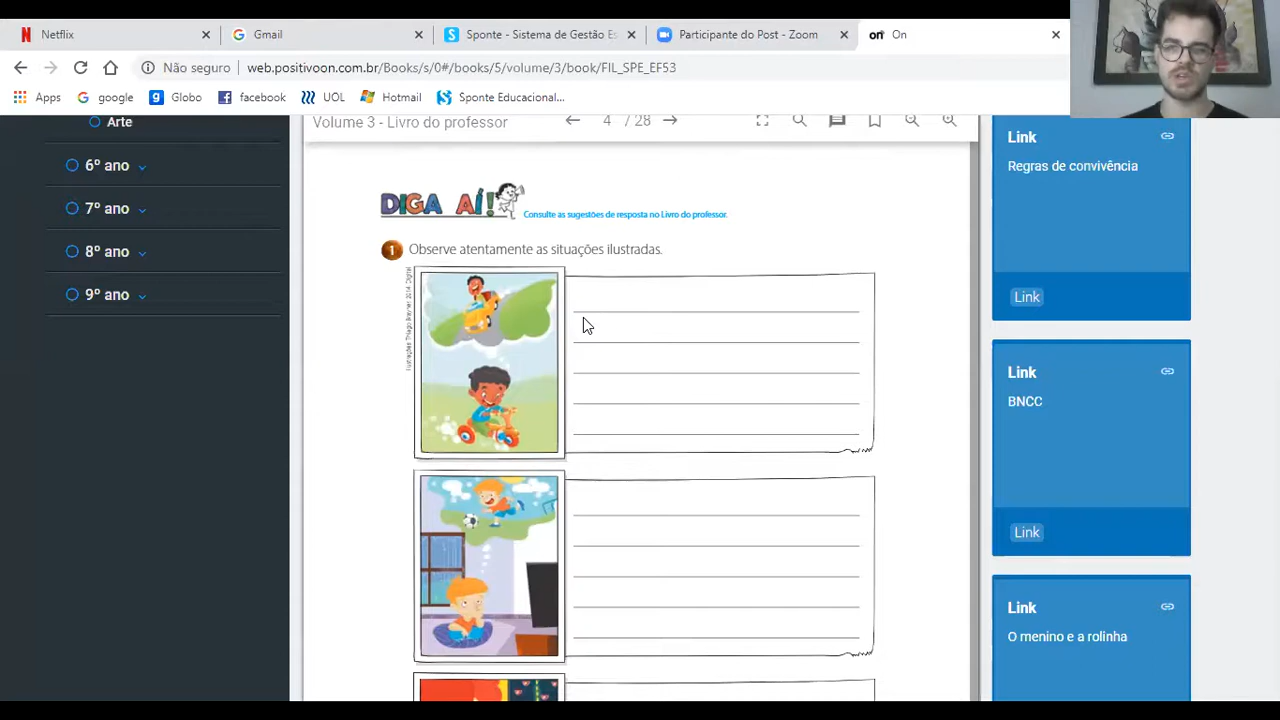 Netflix
Gmail
Sponte - Sistema de Gestão Es
Participante do Post - Zoom
on
On
Não seguro
web.positivoon.com.br/Books/s/0#/books/5/volume/3/book/FIL_SPE_EF53
Apps
google
Globo
facebook
UOL
Hotmail
Sponte Educacional...
Arte
6º ano
7º ano
8º ano
9º ano
Volume 3 - Livro do professor
4 / 28
DIGA AÍ!
Consulte as sugestões de resposta no Livro do professor.
1 Observe atentamente as situações ilustradas.
Link
Regras de convivência
Link
Link
BNCC
Link
Link
O menino e a rolinha